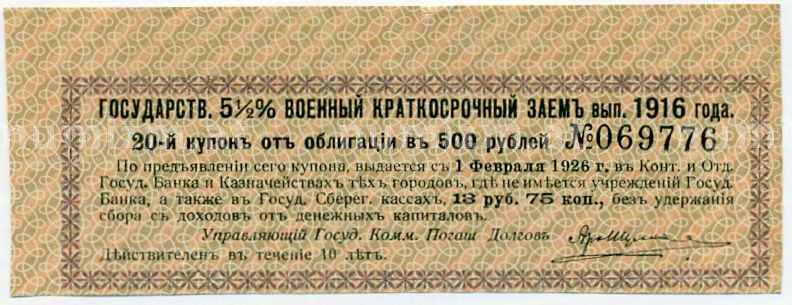 ГОСУДАРСТВ. 5½% ВОЕННЫЙ КРАТКОСРОЧНЫЙ ЗАЕМЪ вып. 1916 года.
20-й купонъ отъ облигаціи въ 500 рублей №069776
По предъявленіи сего купона, выдается съ 1 Февраля 1926 г. въ Конт. и Отд.
Госуд. Банка и Казначействахъ тѣхъ городовъ, гдѣ не имѣется учрежденій Госуд.
Банка, а также въ Госуд. Сберег. кассахъ, 13 руб. 75 коп., безъ удержанія
сбора съ доходовъ отъ денежныхъ капиталовъ.
Управляющій Госуд. Комм. Погаш Долговъ
Дѣйствителенъ въ теченіе 10 лѣтъ.